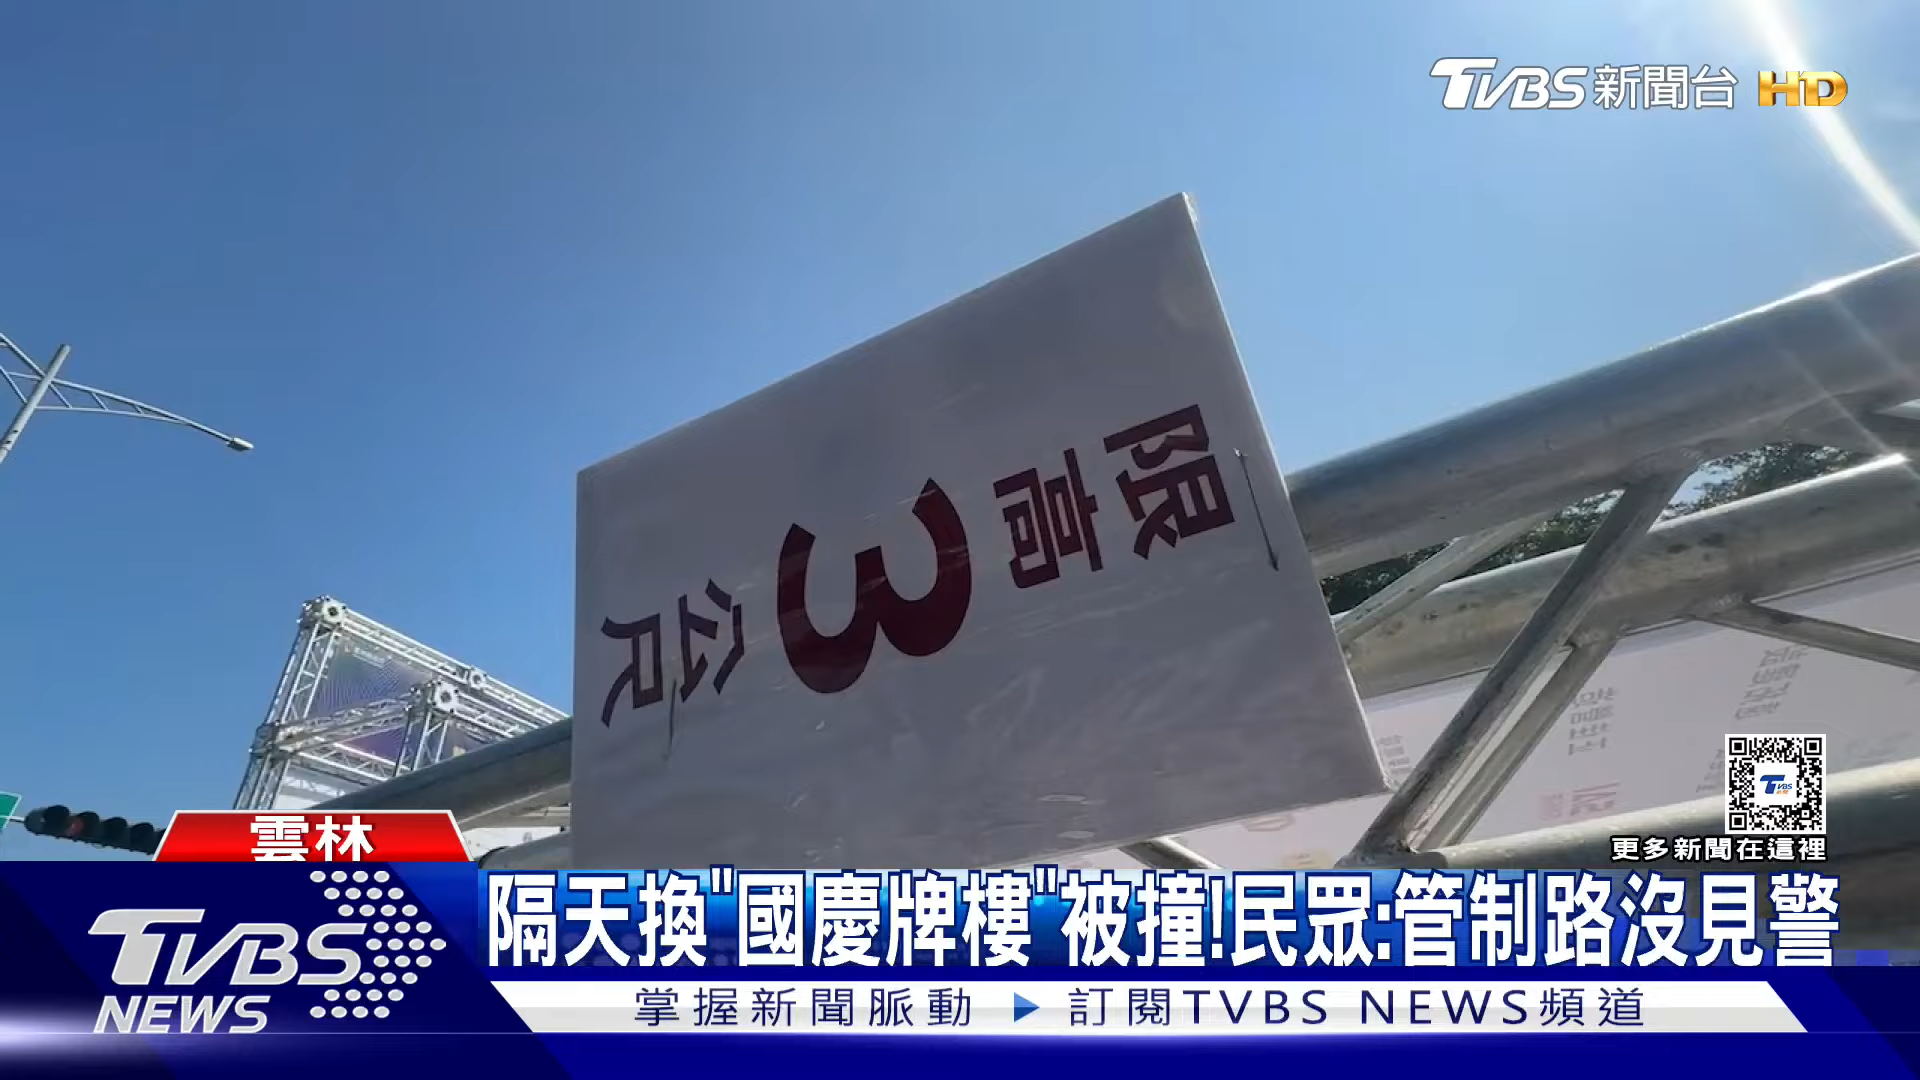 TVBS新聞台 HD
限高3公尺
更多新聞在這裡
雲林
隔天換"國慶牌樓"被撞!民眾:管制路沒見警
TVBS NEWS
掌握新聞脈動 ▶ 訂閱TVBS NEWS頻道